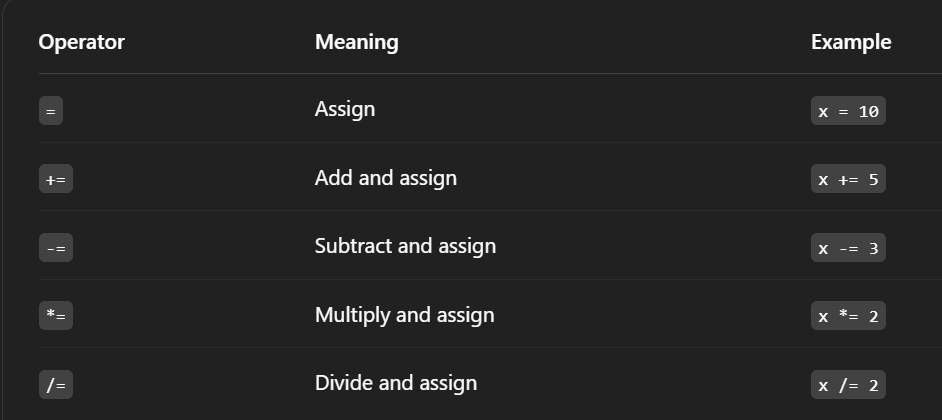 Operator Meaning Example
= Assign x = 10
+= Add and assign x += 5
-= Subtract and assign x -= 3
*= Multiply and assign x *= 2
/= Divide and assign x /= 2